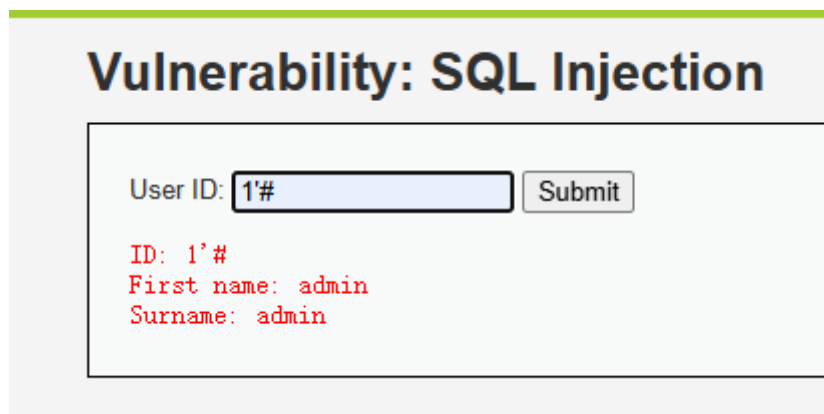 Vulnerability: SQL Injection
User ID: 1'# Submit
ID: 1'#
First name: admin
Surname: admin